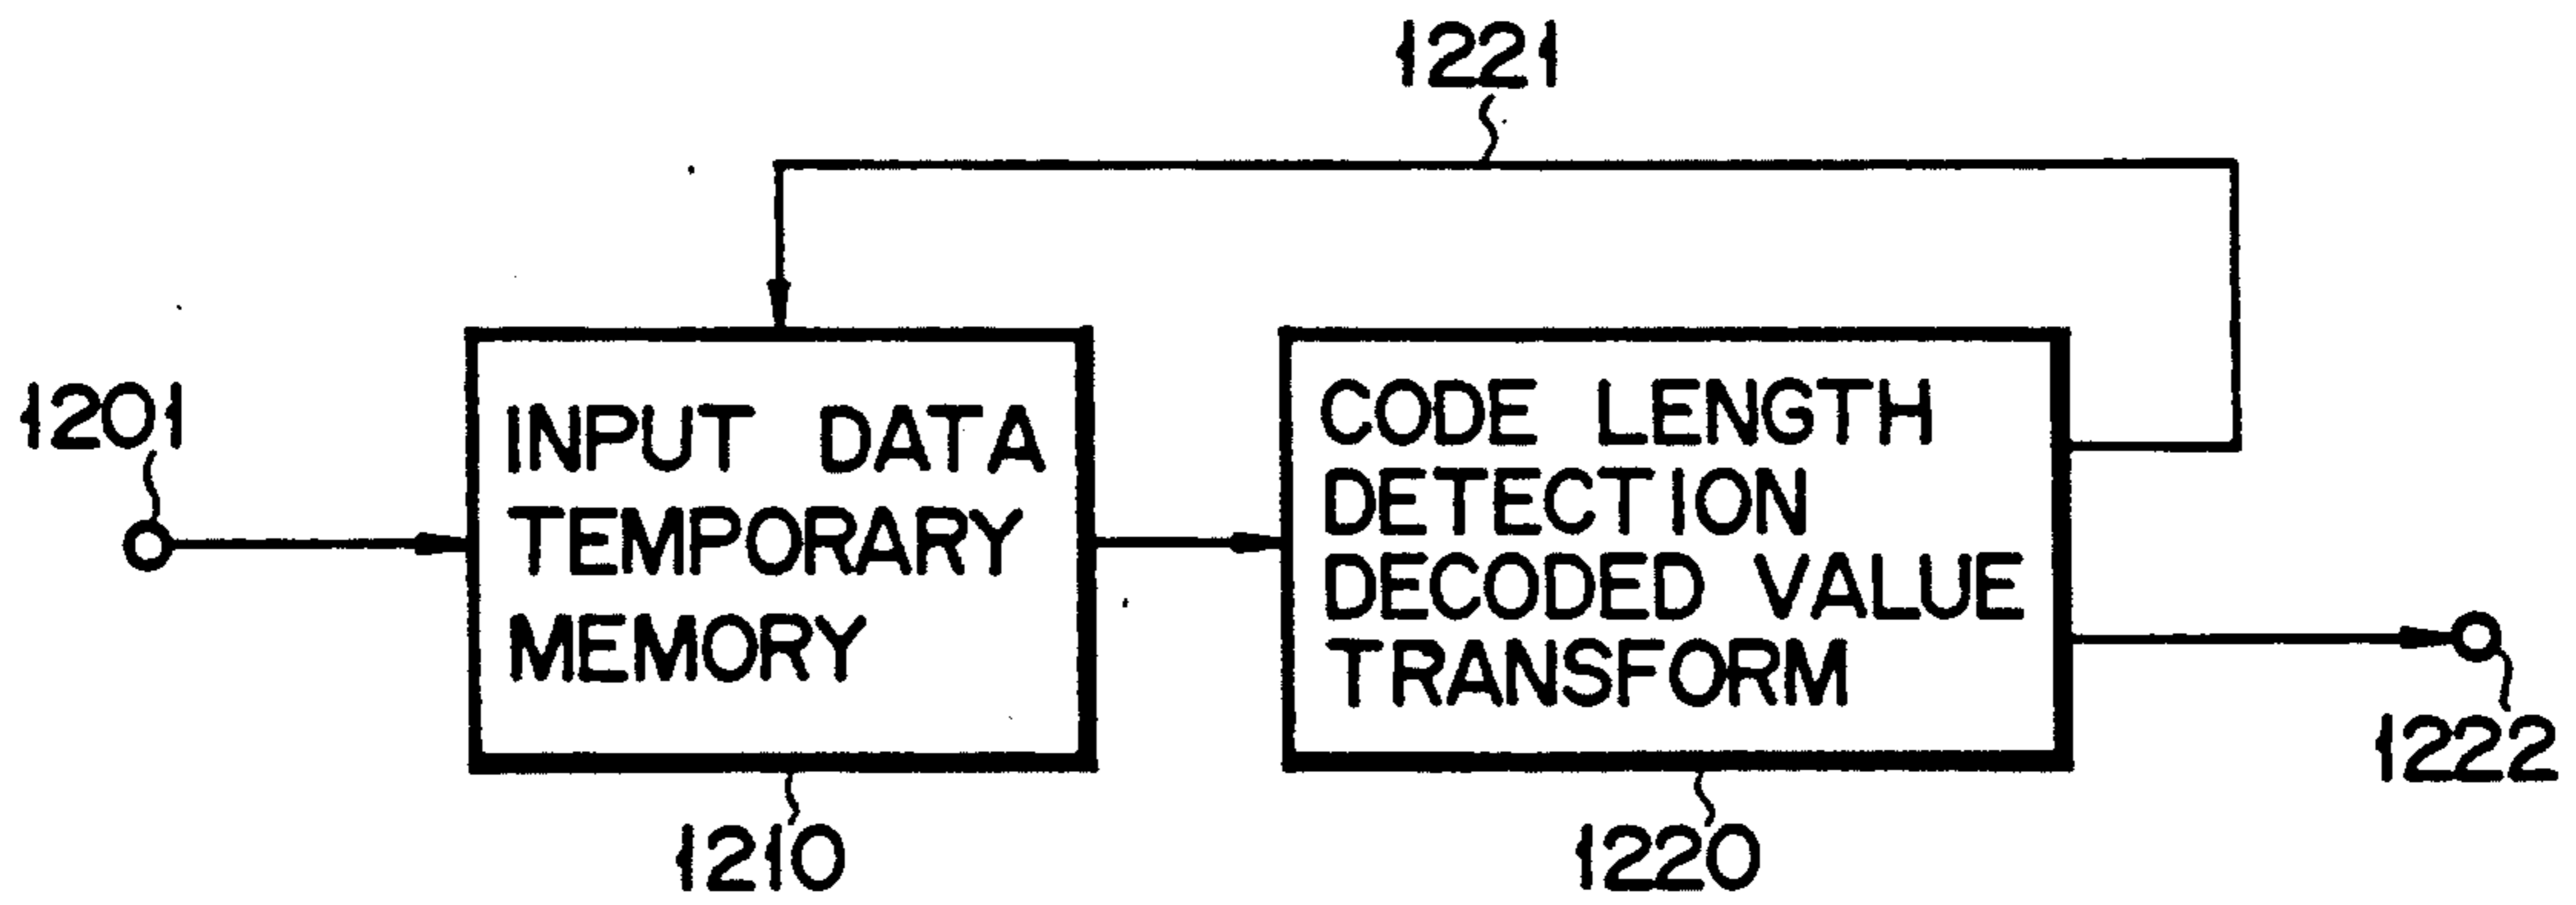 1221
1201
INPUT DATA
TEMPORARY
MEMORY
CODE LENGTH
DETECTION
DECODED VALUE
TRANSFORM
1222
1210
1220